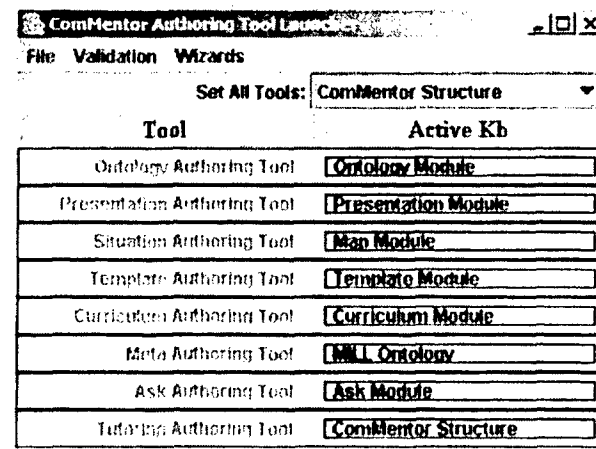 ComMentor Authoring Tool Launcher
File Validation Wizards
Set All Tools: ComMentor Structure
Tool Active Kb
Ontology Authoring Tool Ontology Module
Presentation Authoring Tool Presentation Module
Situation Authoring Tool Map Module
Template Authoring Tool Template Module
Curriculum Authoring Tool Curriculum Module
Meta Authoring Tool MILL Ontology
Ask Authoring Tool Ask Module
Tutoring Authoring Tool ComMentor Structure